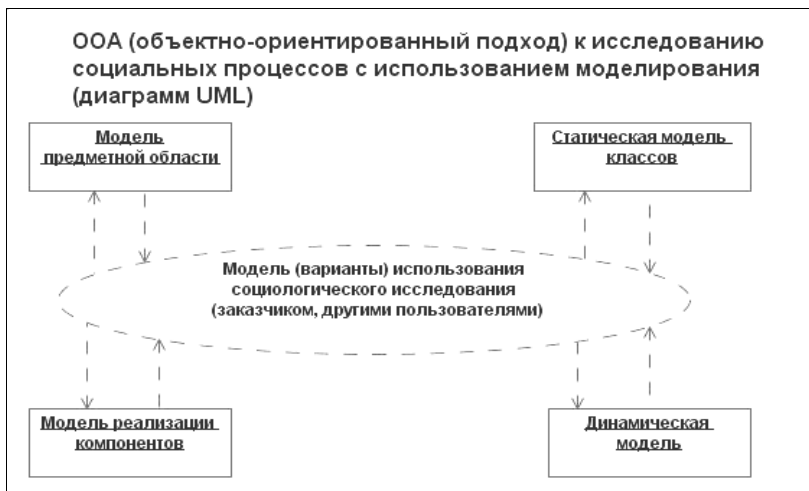 ООА (объектно-ориентированный подход) к исследованию
социальных процессов с использованием моделирования
(диаграмм UML)
Модель
предметной области
Статическая модель
классов
Модель (варианты) использования
социологического исследования
(заказчиком, другими пользователями)
Модель реализации
компонентов
Динамическая
модель